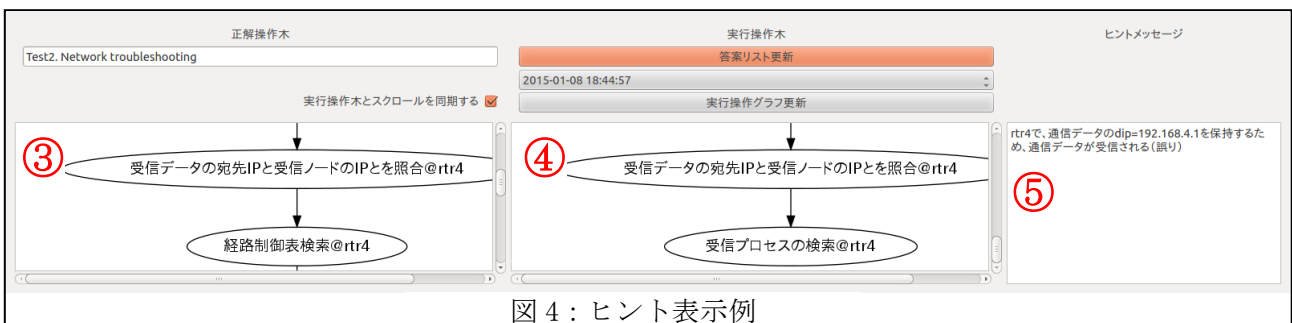 正解操作木
実行操作木
ヒントメッセージ
Test2. Network troubleshooting
答案リスト更新
2015-01-08 18:44:57
実行操作木とスクロールを同期する
実行操作グラフ更新
③
受信データの宛先IPと受信ノードのIPとを照合@rtr4
経路制御表検索@rtr4
④
受信データの宛先IPと受信ノードのIPとを照合@rtr4
受信プロセスの検索@rtr4
rtr4で、通信データのdip=192.168.4.1を保持するた
め、通信データが受信される(誤り)
⑤
図 4：ヒント表示例